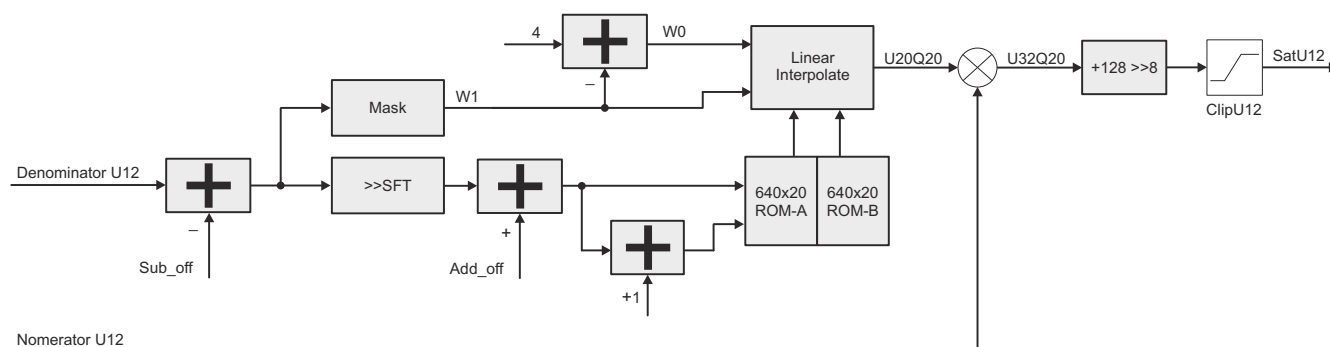 4
W0
Linear
Interpolate
U20Q20
U32Q20
+128 >>8
SatU12
ClipU12
Mask
W1
–
Denominator U12
>>SFT
640x20
ROM-A
640x20
ROM-B
–
+
Sub_off
Add_off
+1
Nomerator U12